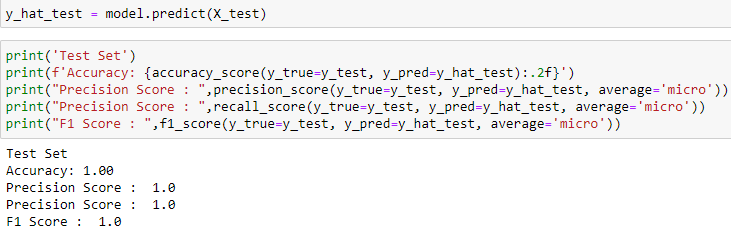 y_hat_test = model.predict(X_test)
print('Test Set')
print(f'Accuracy: {accuracy_score(y_true=y_test, y_pred=y_hat_test):.2f}')
print("Precision Score : ",precision_score(y_true=y_test, y_pred=y_hat_test, average='micro'))
print("Precision Score : ",recall_score(y_true=y_test, y_pred=y_hat_test, average='micro'))
print("F1 Score : ",f1_score(y_true=y_test, y_pred=y_hat_test, average='micro'))
Test Set
Accuracy: 1.00
Precision Score :  1.0
Precision Score :  1.0
F1 Score :  1.0